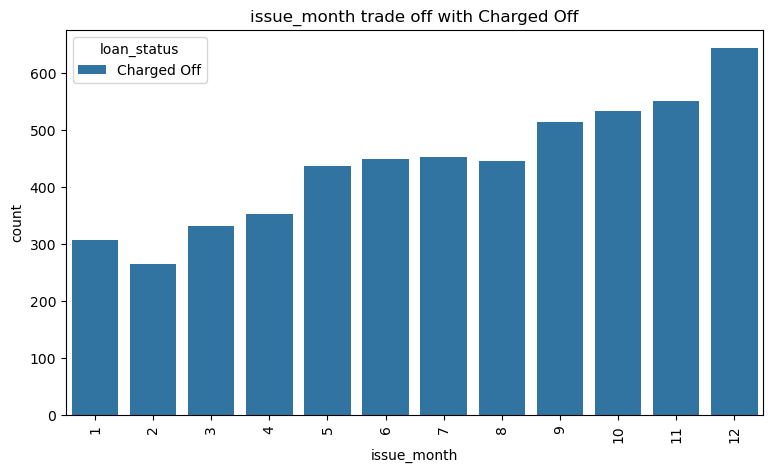 issue_month trade off with Charged Off
loan_status
Charged Off
600
500
400
300
200
100
0
count
1 2 3 4 5 6 7 8 9 10 11 12
issue_month